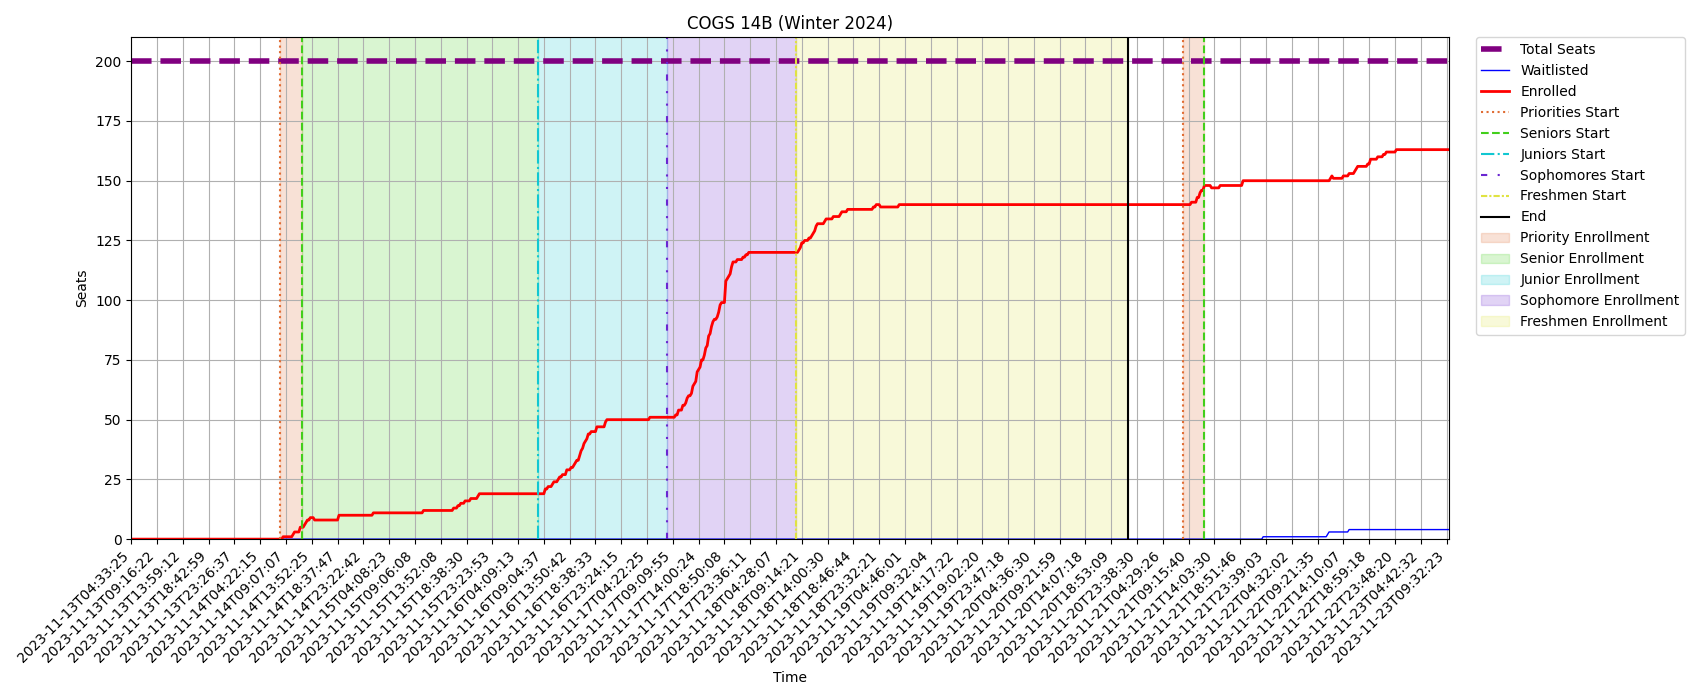 COGS 14B (Winter 2024)
200
175
150
125
100
75
50
25
0
Seats
2023-11-13T04:33:25
2023-11-13T09:16:22
2023-11-13T13:59:12
2023-11-13T18:42:59
2023-11-13T23:26:37
2023-11-14T04:22:15
2023-11-14T09:07:07
2023-11-14T13:52:25
2023-11-14T18:37:47
2023-11-14T23:22:42
2023-11-15T04:08:23
2023-11-15T09:06:08
2023-11-15T13:52:08
2023-11-15T18:38:30
2023-11-15T23:23:53
2023-11-16T04:09:13
2023-11-16T09:04:37
2023-11-16T13:50:42
2023-11-16T18:38:33
2023-11-16T23:24:15
2023-11-17T04:22:25
2023-11-17T09:09:55
2023-11-17T14:00:24
2023-11-17T18:50:08
2023-11-17T23:36:11
2023-11-18T04:28:07
2023-11-18T09:14:21
2023-11-18T14:00:30
2023-11-18T18:46:44
2023-11-18T23:32:21
2023-11-19T04:46:01
2023-11-19T09:32:04
2023-11-19T14:17:22
2023-11-19T19:02:20
2023-11-19T23:47:18
2023-11-20T04:36:30
2023-11-20T09:21:59
2023-11-20T14:07:18
2023-11-20T18:53:09
2023-11-20T23:38:30
2023-11-21T04:29:26
2023-11-21T09:15:40
2023-11-21T14:03:30
2023-11-21T18:51:46
2023-11-21T23:39:03
2023-11-22T04:32:02
2023-11-22T09:21:35
2023-11-22T14:10:07
2023-11-22T18:59:18
2023-11-22T23:48:20
2023-11-23T04:42:32
2023-11-23T09:32:23
Time
Total Seats
Waitlisted
Enrolled
Priorities Start
Seniors Start
Juniors Start
Sophomores Start
Freshmen Start
End
Priority Enrollment
Senior Enrollment
Junior Enrollment
Sophomore Enrollment
Freshmen Enrollment